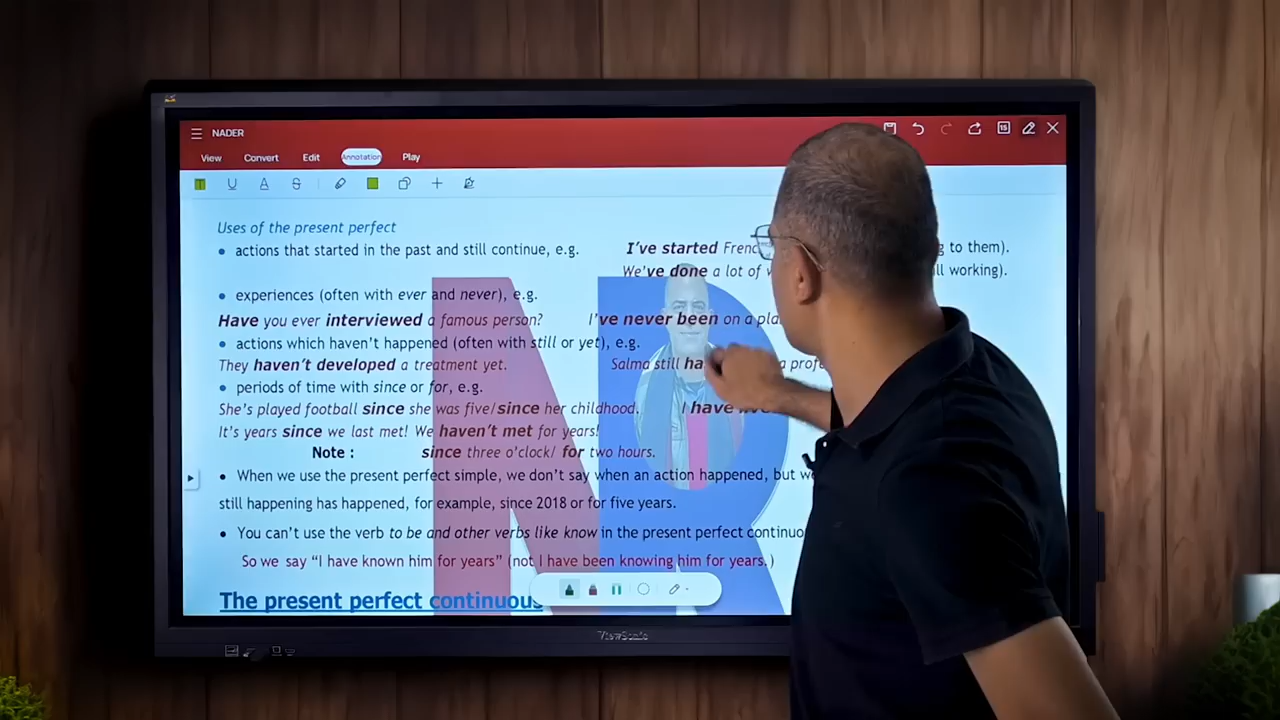 NADER
View Convert Edit Annotation Play
Uses of the present perfect
• actions that started in the past and still continue, e.g. I've started g to them).
We've done a lot of ll working).
• experiences (often with ever and never), e.g.
Have you ever interviewed a famous person? I've never been on a
• actions which haven't happened (often with still or yet), e.g.
They haven't developed a treatment yet. Salma still
• periods of time with since or for, e.g.
She's played football since she was five/since her childhood. I have
It's years since we last met! We haven't met for years!
Note : since three o'clock/ for two hours.
• When we use the present perfect simple, we don't say when an action happened, but
still happening has happened, for example, since 2018 or for five years.
• You can't use the verb to be and other verbs like know in the present perfect
So we say “I have known him for years” (not I have been knowing him for years.)
The present perfect continuous
ViewSonic